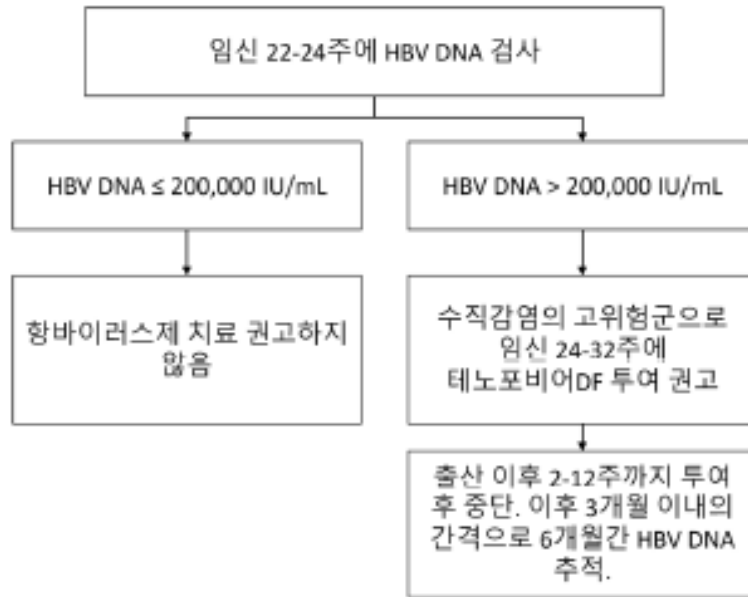 임신 22-24주에 HBV DNA 검사
HBV DNA ≤ 200,000 IU/mL
HBV DNA > 200,000 IU/mL
항바이러스제 치료 권고하지
않음
수직감염의 고위험군으로
임신 24-32주에
테노포비어DF 투여 권고
출산 이후 2-12주까지 투여
후 중단. 이후 3개월 이내의
간격으로 6개월간 HBV DNA
추적.